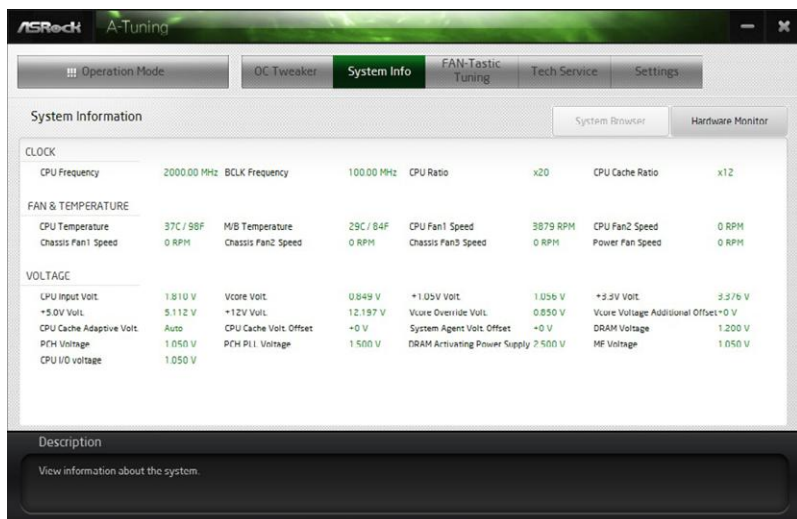 ASRock A-Tuning
Operation Mode OC Tweaker System Info FAN-Tastic Tuning Tech Service Settings
System Information System Browser Hardware Monitor
CLOCK
CPU Frequency 2000.00 MHz BCLK Frequency 100.00 MHz CPU Ratio x20 CPU Cache Ratio x12
FAN & TEMPERATURE
CPU Temperature 37C / 98F M/B Temperature 29C / 84F CPU Fan1 Speed 3879 RPM CPU Fan2 Speed 0 RPM
Chassis Fan1 Speed 0 RPM Chassis Fan2 Speed 0 RPM Chassis Fan3 Speed 0 RPM Power Fan Speed 0 RPM
VOLTAGE
CPU Input Volt. 1.810 V Vcore Volt. 0.849 V +1.05V Volt. 1.056 V +3.3V Volt. 3.376 V
+5.0V Volt. 5.112 V +12V Volt. 12.197 V Vcore Override Volt. 0.850 V Vcore Voltage Additional Offset +0 V
CPU Cache Adaptive Volt. Auto CPU Cache Volt. Offset +0 V System Agent Volt. Offset +0 V DRAM Voltage 1.200 V
PCH Voltage 1.050 V PCH PLL Voltage 1.500 V DRAM Activating Power Supply 2.500 V ME Voltage 1.050 V
CPU I/O voltage 1.050 V
Description
View information about the system.